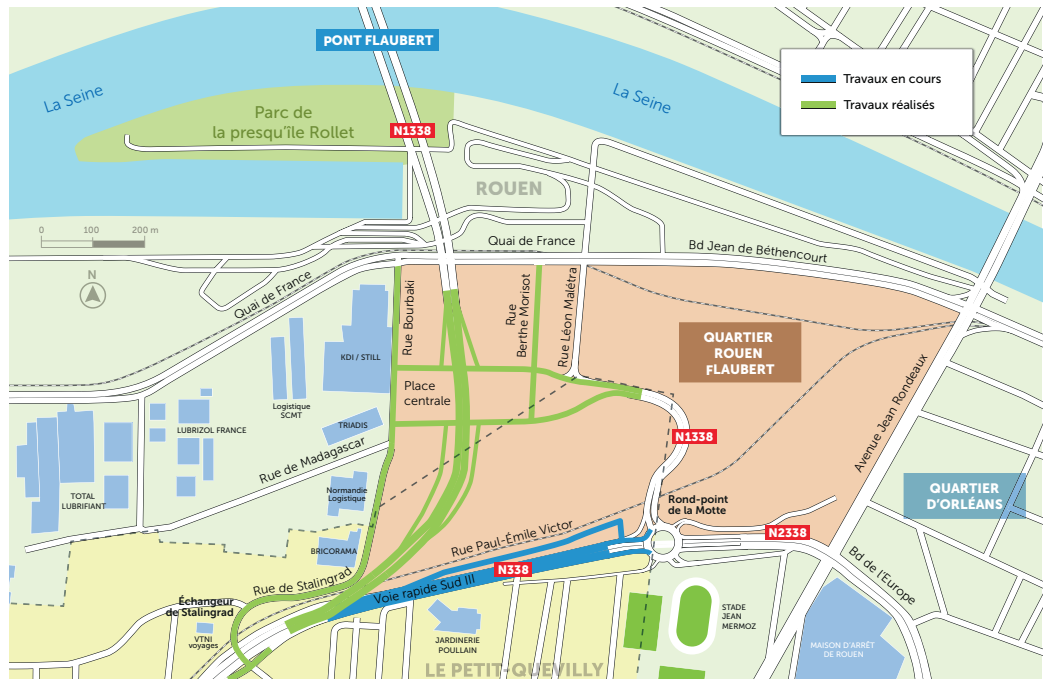 PONT FLAUBERT
La Seine
La Seine
Travaux en cours
Travaux réalisés
Parc de
la presqu'île Rollet
N1338
ROUEN
0 100 200 m
N
Quai de France
Bd Jean de Béthencourt
Quai de France
Rue Bourbaki
Rue
Berthe Morisot
Rue Léon Malétra
QUARTIER
ROUEN
FLAUBERT
KDI / STILL
Place
centrale
Avenue Jean Rondeaux
Logistique
SCMT
TRIADIS
LUBRIZOL FRANCE
N1338
Rue de Madagascar
TOTAL
LUBRIFIANT
Normandie
Logistique
Rond-point
de la Motte
QUARTIER
D'ORLÉANS
N2338
BRICORAMA
Rue Paul-Émile Victor
N338
Bd de l'Europe
Rue de Stalingrad
Voie rapide Sud III
Échangeur
de Stalingrad
VTNI
voyages
JARDINERIE
POULLAIN
STADE
JEAN
MERMOZ
MAISON D'ARRÊT
DE ROUEN
LE PETIT-QUEVILLY